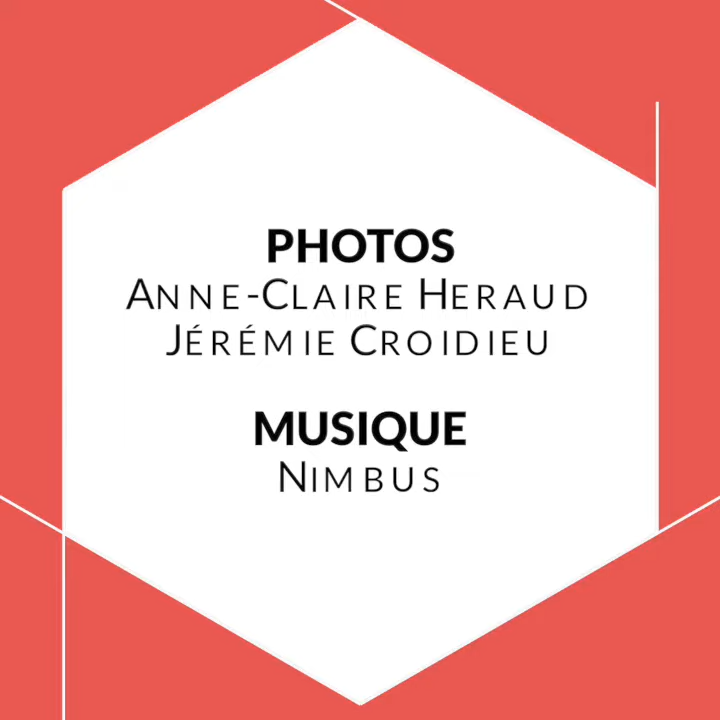 PHOTOS
ANNE-CLAIRE HERAUD
JÉRÉMIE CROIDIEU
MUSIQUE
NIMBUS